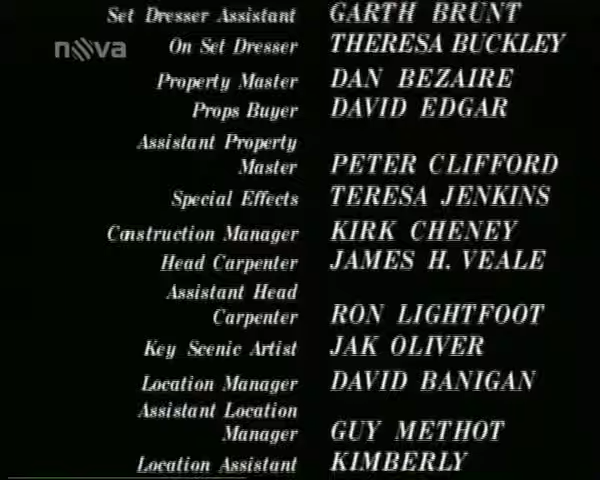 Set Dresser Assistant GARTH BRUNT
nova
On Set Dresser THERESA BUCKLEY
Property Master DAN BEZAIRE
Props Buyer DAVID EDGAR
Assistant Property
Master PETER CLIFFORD
Special Effects TERESA JENKINS
Construction Manager KIRK CHENEY
Head Carpenter JAMES H. VEALE
Assistant Head
Carpenter RON LIGHTFOOT
Key Scenic Artist JAK OLIVER
Location Manager DAVID BANIGAN
Assistant Location
Manager GUY METHOT
Location Assistant KIMBERLY